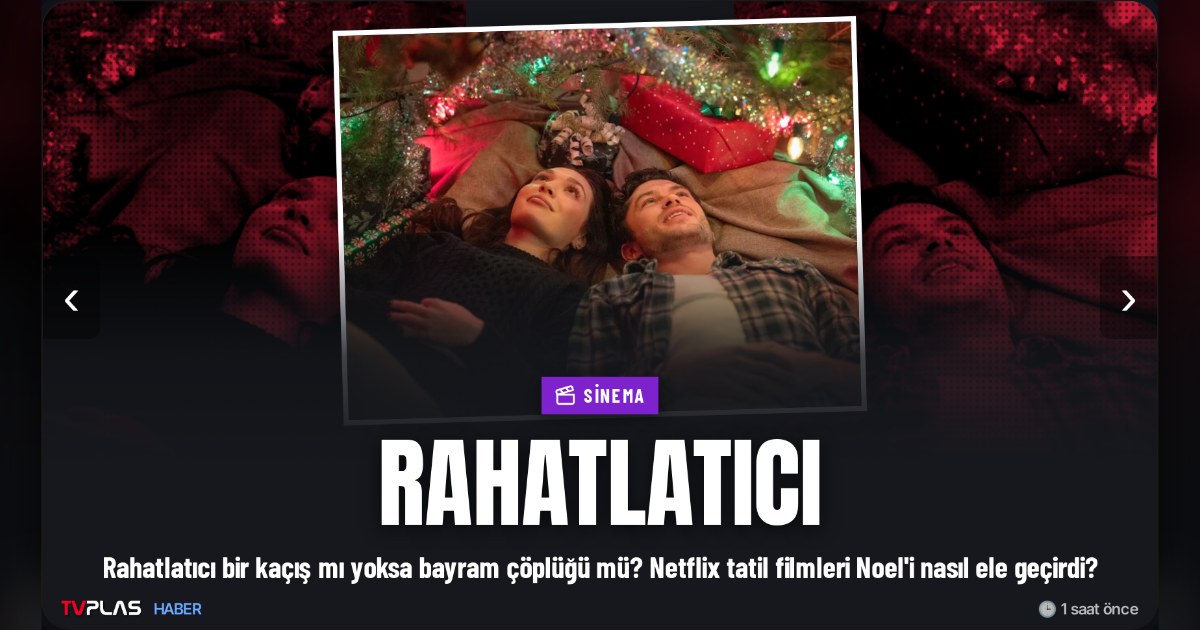 SİNEMA
RAHATLATICI
Rahatlatıcı bir kaçış mı yoksa bayram çöplüğü mü? Netflix tatil filmleri Noel'i nasıl ele geçirdi?
TVPLAS HABER
1 saat önce